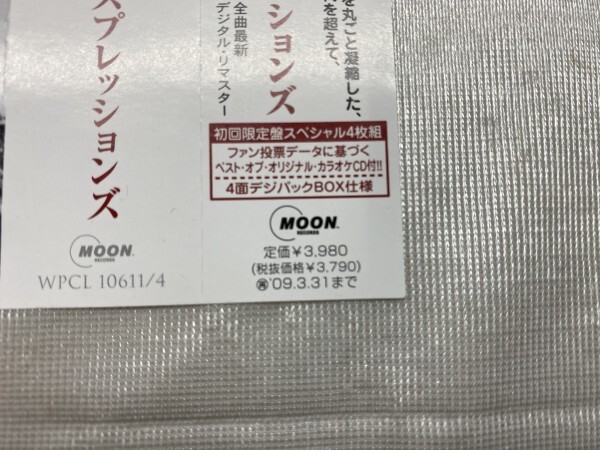 を丸ごと凝縮した、
を超えて、
ションズ
全曲最新
デジタル・リマスター
初回限定盤スペシャル4枚組
ファン投票データに基づく
ベスト・オブ・オリジナル・カラオケCD付!!
4面デジパックBOX仕様
MOON
RECORDS
定価¥3,980
(税抜価格¥3,790)
再'09.3.31まで
スプレッションズ
MOON
RECORDS
WPCL 10611/4